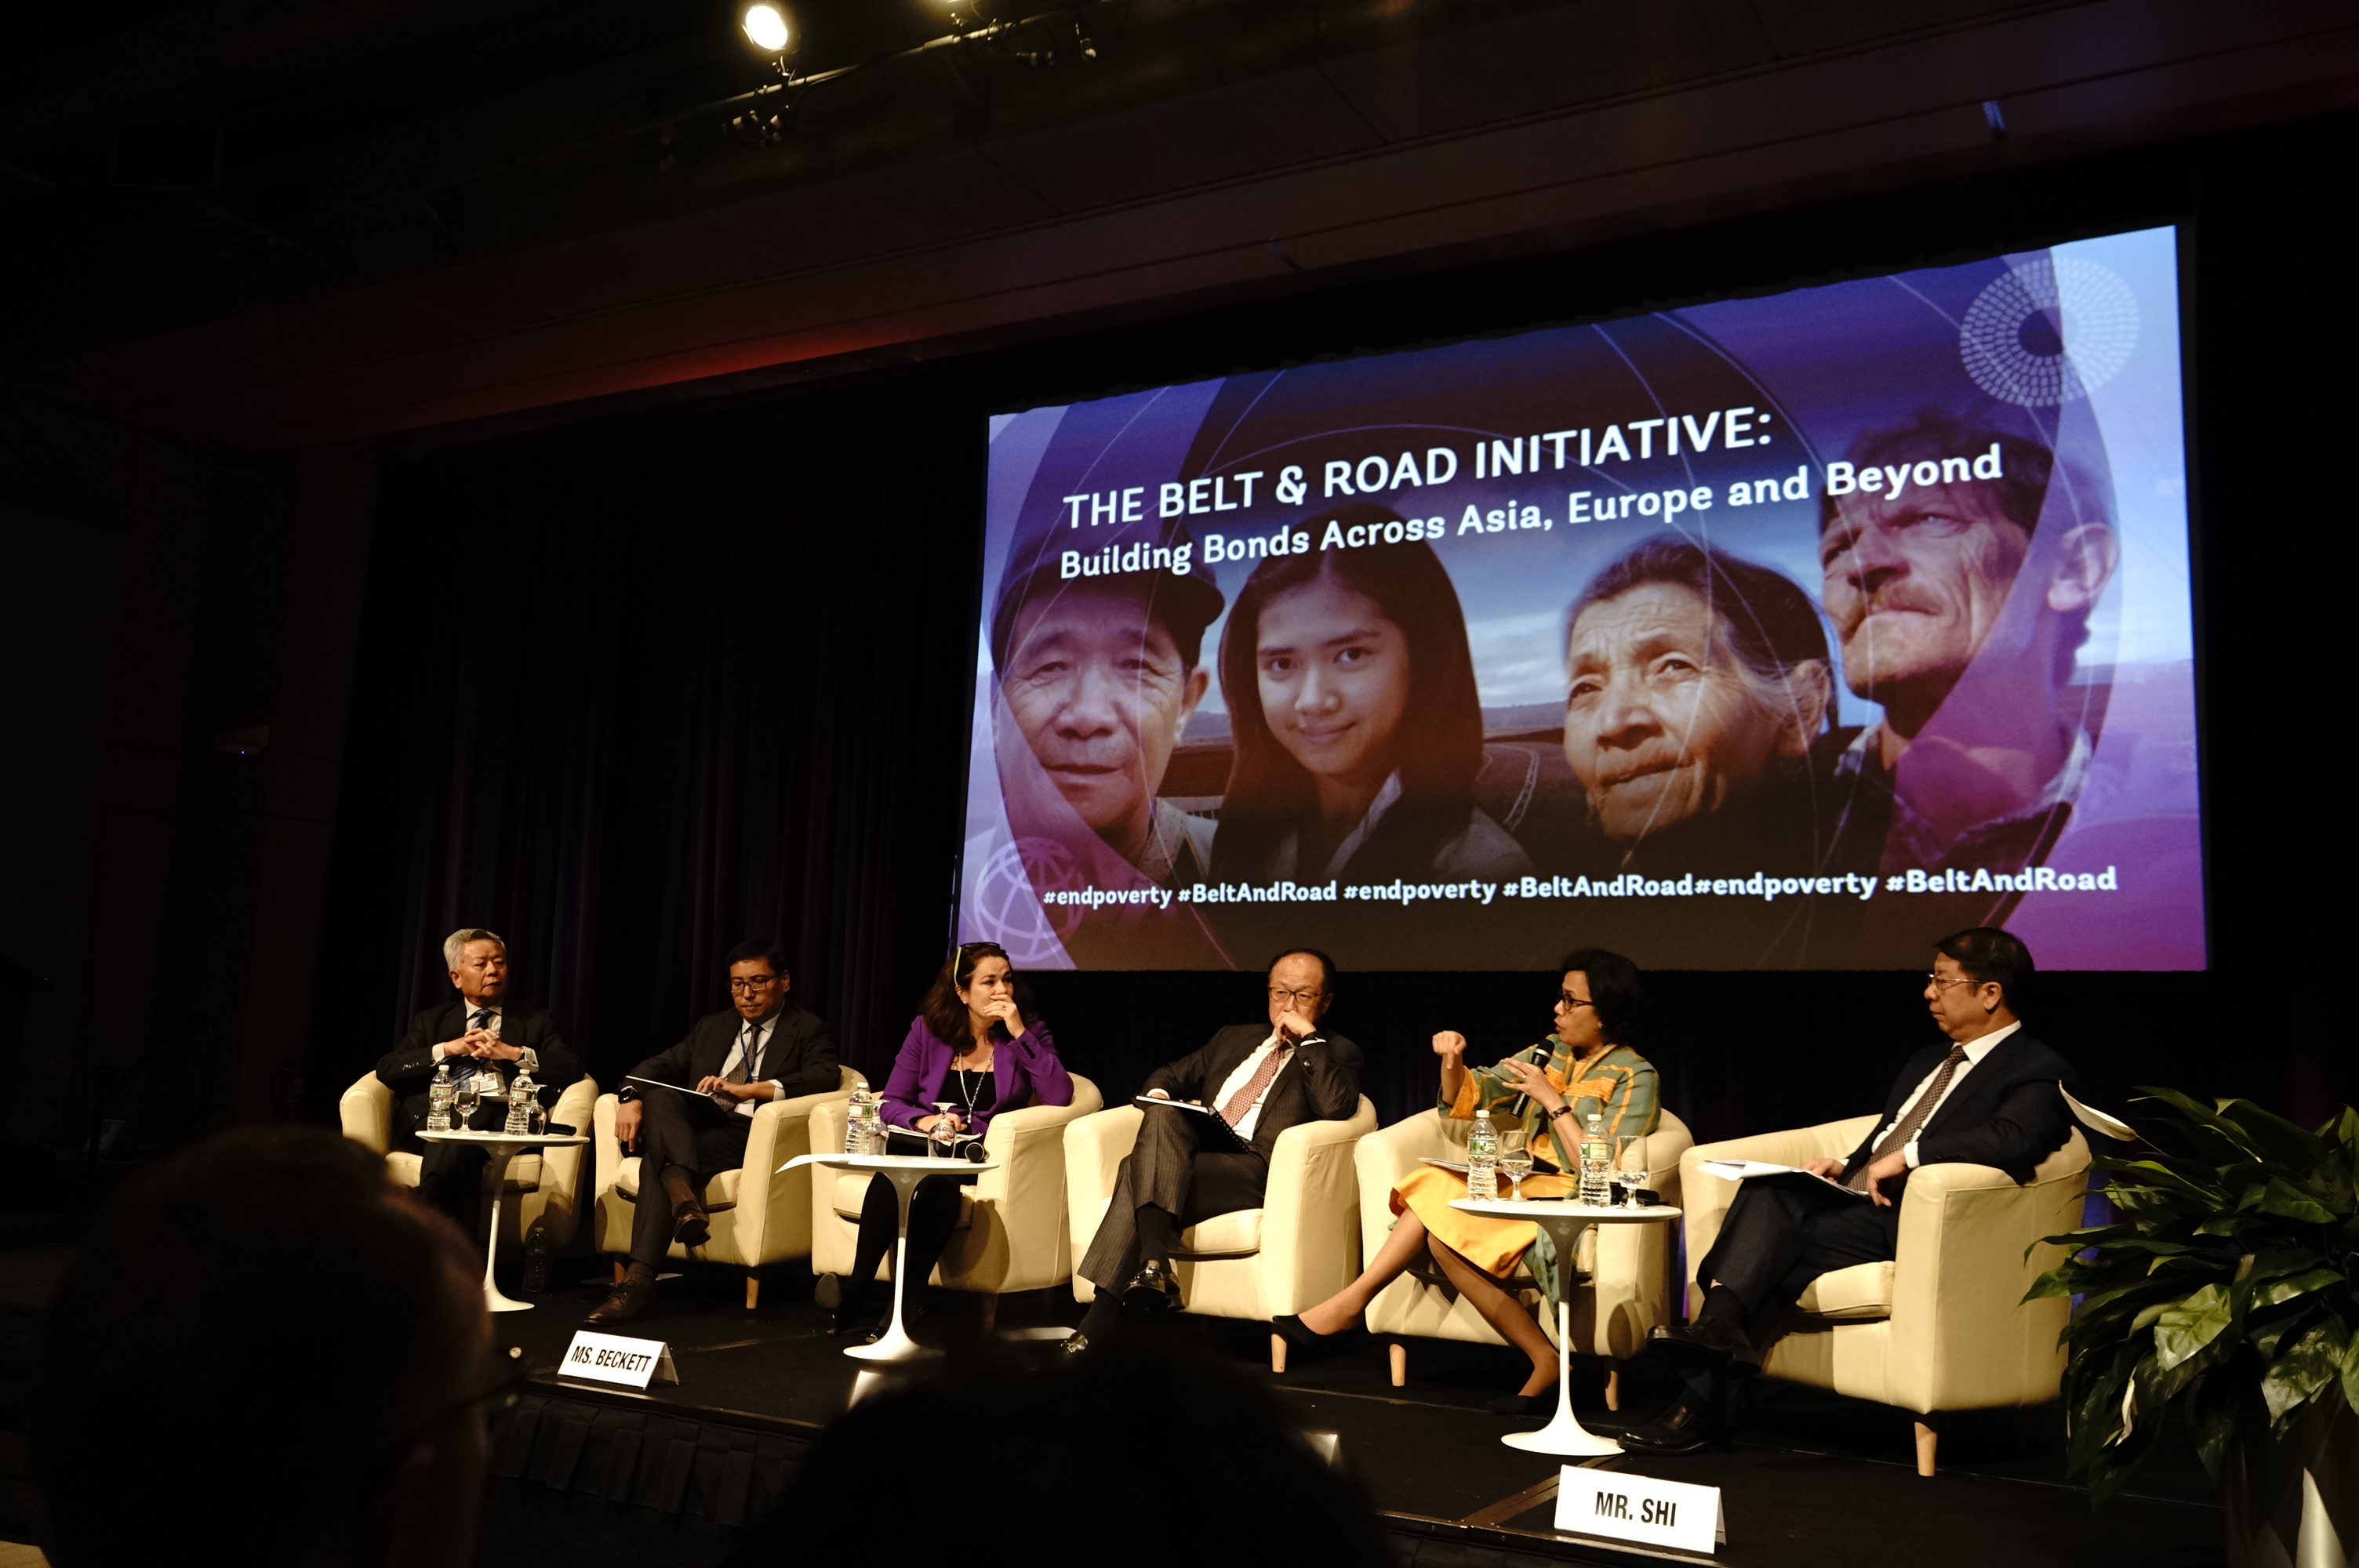 THE BELT & ROAD INITIATIVE:
Building Bonds Across Asia, Europe and Beyond
#endpoverty #BeltAndRoad #endpoverty #BeltAndRoad#endpoverty #BeltAndRoad
MS. BECKETT
MR. SHI